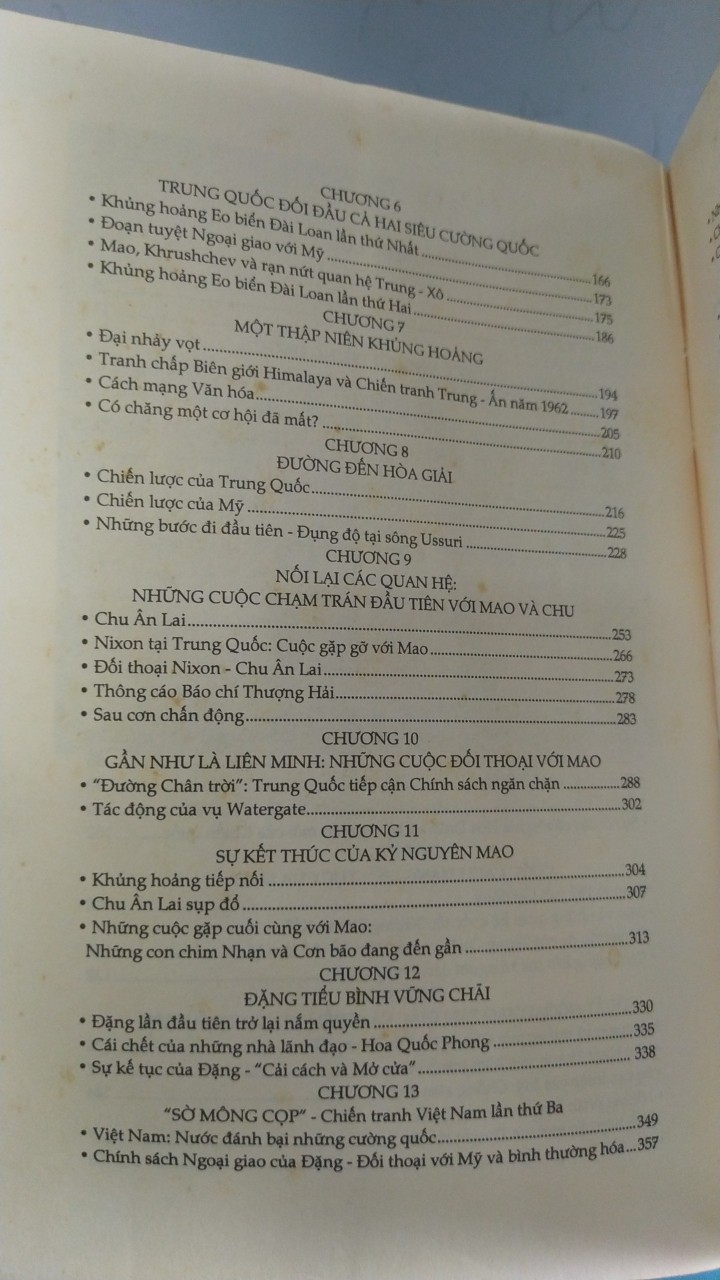 CHƯƠNG 6
TRUNG QUỐC ĐỐI ĐẦU CẢ HAI SIÊU CƯỜNG QUỐC
• Khủng hoảng Eo biển Đài Loan lần thứ Nhất ........ 166
• Đoạn tuyệt Ngoại giao với Mỹ ........ 173
• Mao, Khrushchev và rạn nứt quan hệ Trung - Xô ........ 175
• Khủng hoảng Eo biển Đài Loan lần thứ Hai ........ 186
CHƯƠNG 7
MỘT THẬP NIÊN KHỦNG HOẢNG
• Đại nhảy vọt ........ 194
• Tranh chấp Biên giới Himalaya và Chiến tranh Trung - Ấn năm 1962 ........ 197
• Cách mạng Văn hóa ........ 205
• Có chăng một cơ hội đã mất? ........ 210
CHƯƠNG 8
ĐƯỜNG ĐẾN HÒA GIẢI
• Chiến lược của Trung Quốc ........ 216
• Chiến lược của Mỹ ........ 225
• Những bước đi đầu tiên - Đụng độ tại sông Ussuri ........ 228
CHƯƠNG 9
NỐI LẠI CÁC QUAN HỆ:
NHỮNG CUỘC CHẠM TRÁN ĐẦU TIÊN VỚI MAO VÀ CHU
• Chu Ân Lai ........ 253
• Nixon tại Trung Quốc: Cuộc gặp gỡ với Mao ........ 266
• Đối thoại Nixon - Chu Ân Lai ........ 273
• Thông cáo Báo chí Thượng Hải ........ 278
• Sau cơn chấn động ........ 283
CHƯƠNG 10
GẦN NHƯ LÀ LIÊN MINH: NHỮNG CUỘC ĐỐI THOẠI VỚI MAO
• "Đường Chân trời": Trung Quốc tiếp cận Chính sách ngăn chặn ........ 288
• Tác động của vụ Watergate ........ 302
CHƯƠNG 11
SỰ KẾT THÚC CỦA KỶ NGUYÊN MAO
• Khủng hoảng tiếp nối ........ 304
• Chu Ân Lai sụp đổ ........ 307
• Những cuộc gặp cuối cùng với Mao:
Những con chim Nhạn và Cơn bão đang đến gần ........ 313
CHƯƠNG 12
ĐẶNG TIỂU BÌNH VỮNG CHÃI
• Đặng lần đầu tiên trở lại nắm quyền ........ 330
• Cái chết của những nhà lãnh đạo - Hoa Quốc Phong ........ 335
• Sự kế tục của Đặng - "Cải cách và Mở cửa" ........ 338
CHƯƠNG 13
"SỜ MÔNG CỌP" - Chiến tranh Việt Nam lần thứ Ba
• Việt Nam: Nước đánh bại những cường quốc ........ 349
• Chính sách Ngoại giao của Đặng - Đối thoại với Mỹ và bình thường hóa ... 357